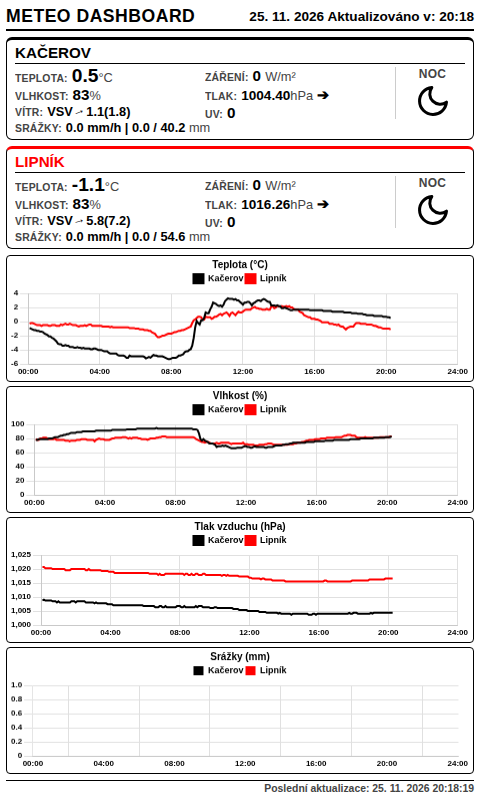 METEO DASHBOARD
25. 11. 2026 Aktualizováno v: 20:18
KAČEROV
TEPLOTA: 0.5°C
VLHKOST: 83%
VÍTR: VSV→ 1.1(1.8)
SRÁŽKY: 0.0 mm/h | 0.0 / 40.2 mm
ZÁŘENÍ: 0 W/m²
TLAK: 1004.40hPa ➔
UV: 0
NOC
LIPNÍK
TEPLOTA: -1.1°C
VLHKOST: 83%
VÍTR: VSV→ 5.8(7.2)
SRÁŽKY: 0.0 mm/h | 0.0 / 54.6 mm
ZÁŘENÍ: 0 W/m²
TLAK: 1016.26hPa ➔
UV: 0
NOC
Teplota (°C)
Kačerov Lipník
4
2
0
-2
-4
-6
00:00 04:00 08:00 12:00 16:00 20:00 24:00
Vlhkost (%)
Kačerov Lipník
100
80
60
40
20
0
00:00 04:00 08:00 12:00 16:00 20:00 24:00
Tlak vzduchu (hPa)
Kačerov Lipník
1,025
1,020
1,015
1,010
1,005
1,000
00:00 04:00 08:00 12:00 16:00 20:00 24:00
Srážky (mm)
Kačerov Lipník
1.0
0.8
0.6
0.4
0.2
0
00:00 04:00 08:00 12:00 16:00 20:00 24:00
Poslední aktualizace: 25. 11. 2026 20:18:19